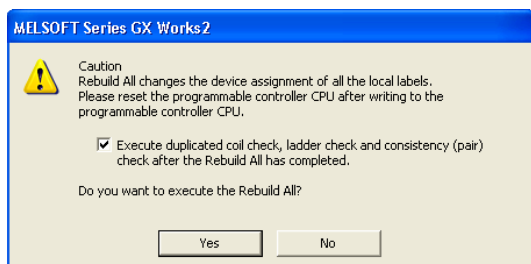 MELSOFT Series GX Works2
Caution
Rebuild All changes the device assignment of all the local labels.
Please reset the programmable controller CPU after writing to the
programmable controller CPU.
Execute duplicated coil check, ladder check and consistency (pair)
check after the Rebuild All has completed.
Do you want to execute the Rebuild All?
Yes
No